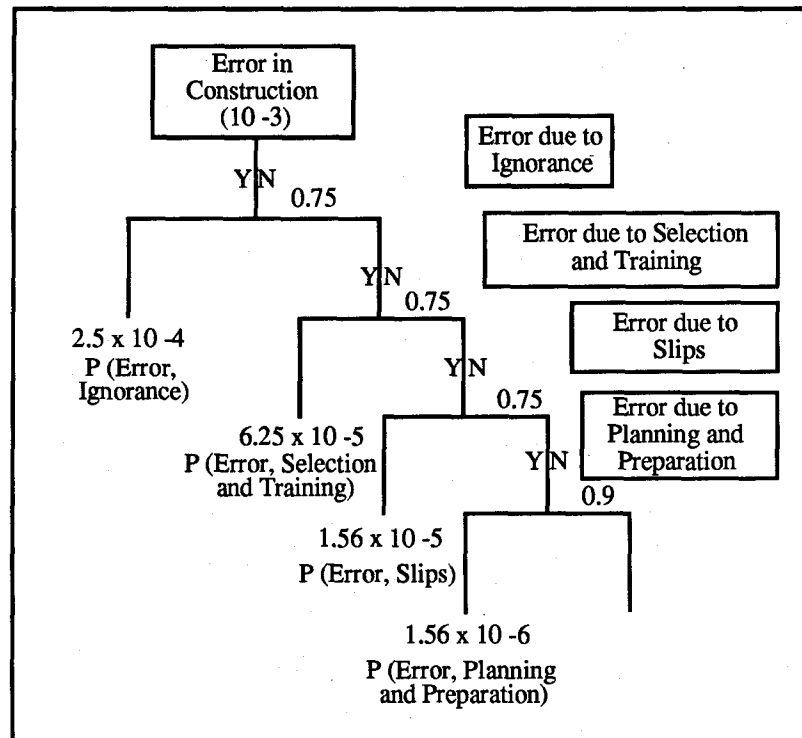 Error in
Construction
(10 -3)
Error due to
Ignorance
Y N
0.75
Error due to Selection
and Training
Y N
0.75
2.5 x 10 -4
P (Error,
Ignorance)
Error due to
Slips
Y N
0.75
6.25 x 10 -5
P (Error, Selection
and Training)
Error due to
Planning and
Preparation
Y N
0.9
1.56 x 10 -5
P (Error, Slips)
1.56 x 10 -6
P (Error, Planning
and Preparation)